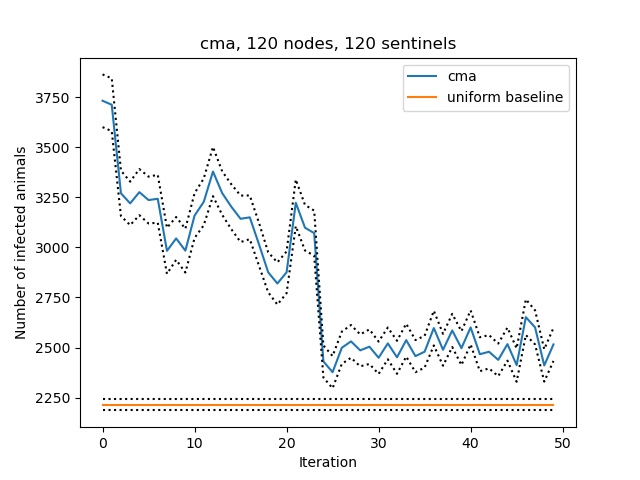 cma, 120 nodes, 120 sentinels
cma
uniform baseline
Number of infected animals
3750
3500
3250
3000
2750
2500
2250
0 10 20 30 40 50
Iteration